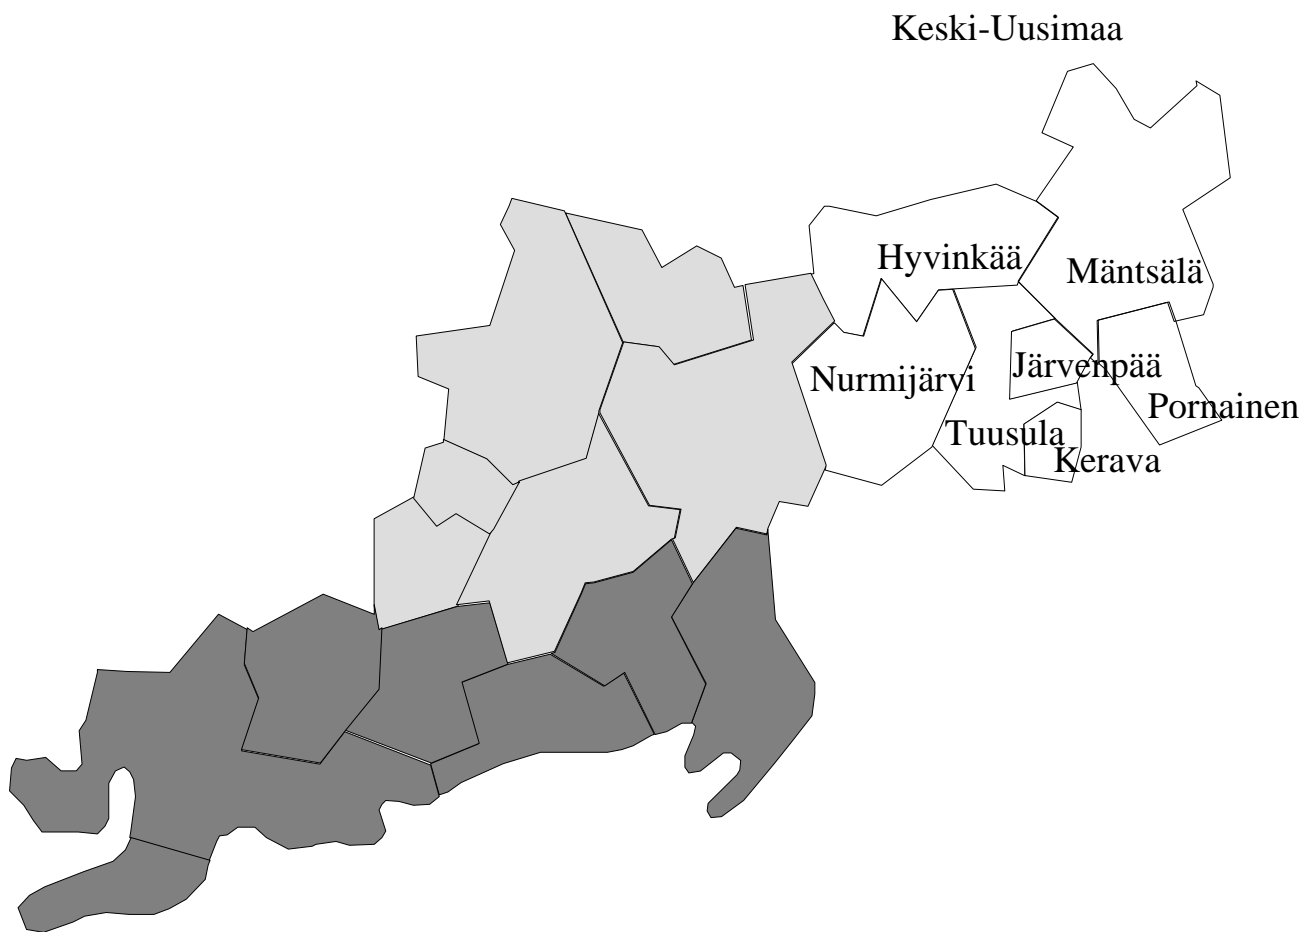 Keski-Uusimaa
Hyvinkää
Mäntsälä
Järvenpää
Nurmijärvi
Pornainen
Tuusula
Kerava